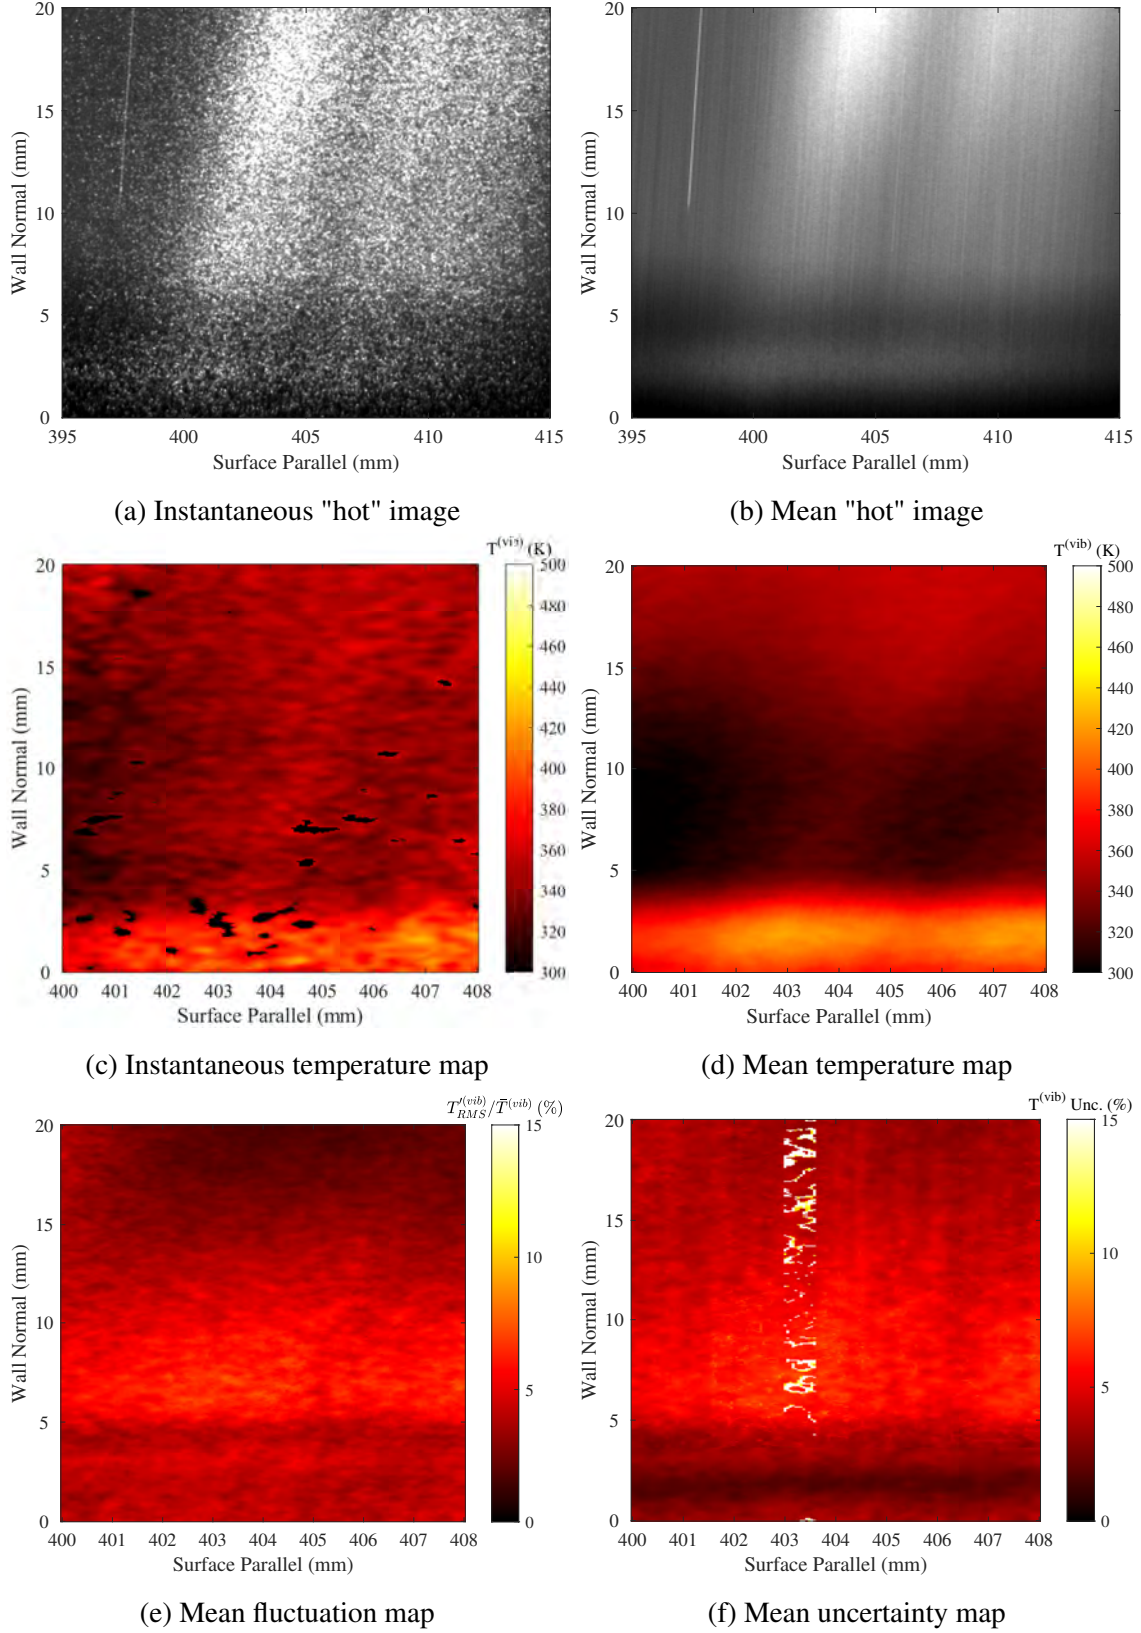 20
15
10
5
0
Wall Normal (mm)
395 400 405 410 415
Surface Parallel (mm)
(a) Instantaneous "hot" image
20
15
10
5
0
Wall Normal (mm)
395 400 405 410 415
Surface Parallel (mm)
(b) Mean "hot" image
20
15
10
5
0
Wall Normal (mm)
400 401 402 403 404 405 406 407 408
Surface Parallel (mm)
(K)
500
480
460
440
420
400
380
360
340
320
300
(c) Instantaneous temperature map
20
15
10
5
0
Wall Normal (mm)
400 401 402 403 404 405 406 407 408
Surface Parallel (mm)
T(vib) (K)
500
480
460
440
420
400
380
360
340
320
300
(d) Mean temperature map
20
15
10
5
0
Wall Normal (mm)
400 401 402 403 404 405 406 407 408
Surface Parallel (mm)
T′(vib)RMS/T̄(vib) (%)
15
10
5
0
(e) Mean fluctuation map
20
15
10
5
0
Wall Normal (mm)
400 401 402 403 404 405 406 407 408
Surface Parallel (mm)
T(vib) Unc. (%)
15
10
5
0
(f) Mean uncertainty map